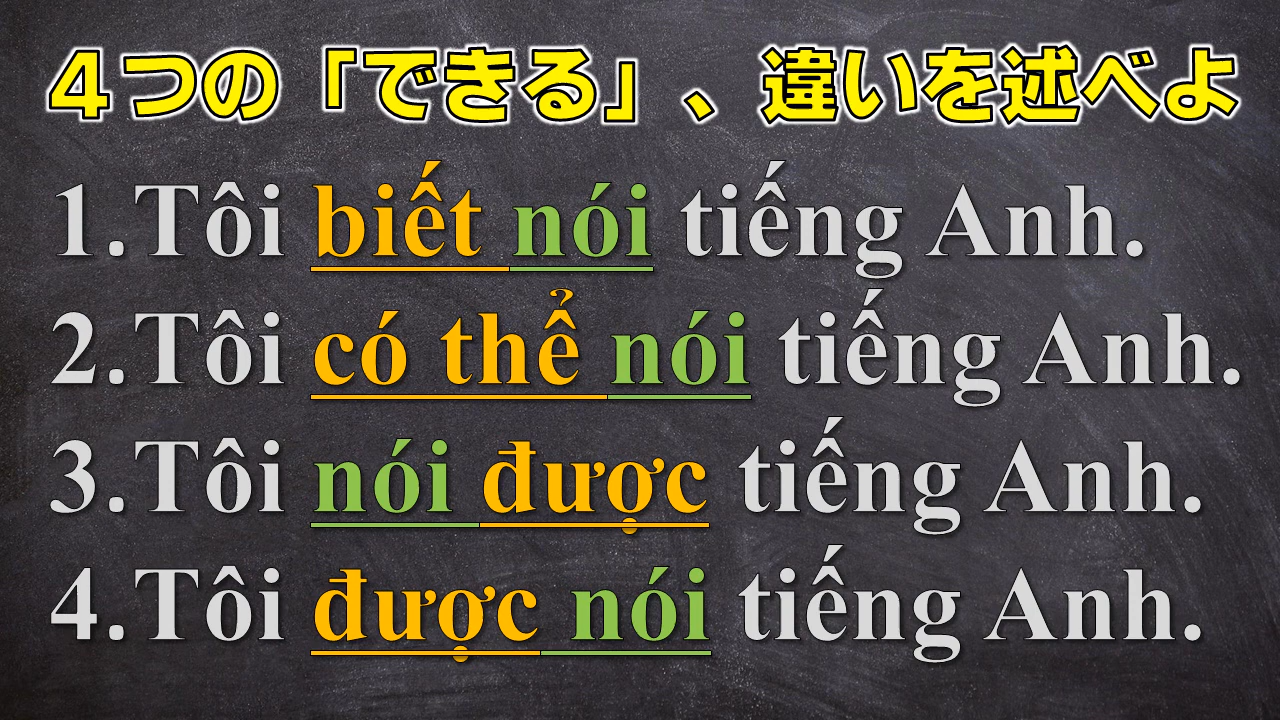 ４つの「できる」、違いを述べよ
1.Tôi biết nói tiếng Anh.
2.Tôi có thể nói tiếng Anh.
3.Tôi nói được tiếng Anh.
4.Tôi được nói tiếng Anh.